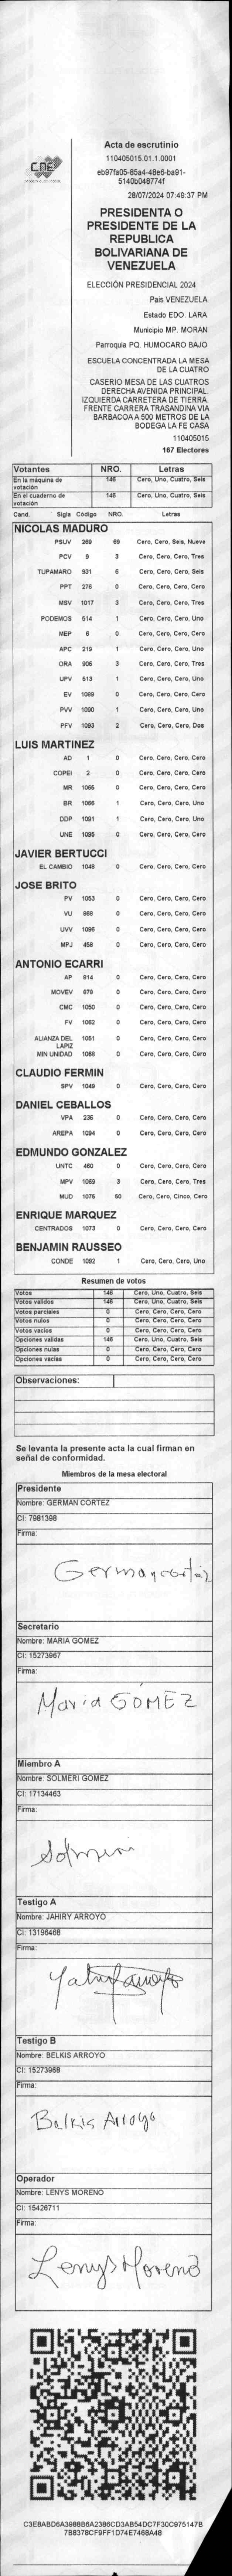 CNE
Acta de escrutinio
110405015.01.1.0001
eb97fa05-85a4-48e6-ba91-
5140b048774f
28/07/2024 07:49:37 PM
PRESIDENTA O
PRESIDENTE DE LA
REPUBLICA
BOLIVARIANA DE
VENEZUELA
ELECCIÓN PRESIDENCIAL 2024
País VENEZUELA
Estado EDO. LARA
Municipio MP. MORAN
Parroquia PQ. HUMOCARO BAJO
ESCUELA CONCENTRADA LA MESA
DE LA CUATRO
CASERIO MESA DE LAS CUATROS
DERECHA AVENIDA PRINCIPAL.
IZQUIERDA CARRETERA DE TIERRA.
FRENTE CARRERA TRASANDINA VIA
BARBACOA A 500 METROS DE LA
BODEGA LA FE CASA
110405015
167 Electores
Votantes NRO. Letras
En la máquina de votación 146 Cero, Uno, Cuatro, Seis
En el cuaderno de votación 146 Cero, Uno, Cuatro, Seis
Cand. Sigla Código NRO. Letras
NICOLAS MADURO
PSUV 269 69 Cero, Cero, Seis, Nueve
PCV 9 3 Cero, Cero, Cero, Tres
TUPAMARO 931 6 Cero, Cero, Cero, Seis
PPT 276 0 Cero, Cero, Cero, Cero
MSV 1017 3 Cero, Cero, Cero, Tres
PODEMOS 514 1 Cero, Cero, Cero, Uno
MEP 6 0 Cero, Cero, Cero, Cero
APC 219 1 Cero, Cero, Cero, Uno
ORA 906 3 Cero, Cero, Cero, Tres
UPV 513 1 Cero, Cero, Cero, Uno
EV 1089 0 Cero, Cero, Cero, Cero
PVV 1090 1 Cero, Cero, Cero, Uno
PFV 1093 2 Cero, Cero, Cero, Dos
LUIS MARTINEZ
AD 1 0 Cero, Cero, Cero, Cero
COPEI 2 0 Cero, Cero, Cero, Cero
MR 1065 0 Cero, Cero, Cero, Cero
BR 1066 1 Cero, Cero, Cero, Uno
DDP 1091 1 Cero, Cero, Cero, Uno
UNE 1095 0 Cero, Cero, Cero, Cero
JAVIER BERTUCCI
EL CAMBIO 1048 0 Cero, Cero, Cero, Cero
JOSE BRITO
PV 1053 0 Cero, Cero, Cero, Cero
VU 868 0 Cero, Cero, Cero, Cero
UVV 1096 0 Cero, Cero, Cero, Cero
MPJ 458 0 Cero, Cero, Cero, Cero
ANTONIO ECARRI
AP 814 0 Cero, Cero, Cero, Cero
MOVEV 879 0 Cero, Cero, Cero, Cero
CMC 1050 0 Cero, Cero, Cero, Cero
FV 1062 0 Cero, Cero, Cero, Cero
ALIANZA DEL LAPIZ 1051 0 Cero, Cero, Cero, Cero
MIN UNIDAD 1068 0 Cero, Cero, Cero, Cero
CLAUDIO FERMIN
SPV 1049 0 Cero, Cero, Cero, Cero
DANIEL CEBALLOS
VPA 236 0 Cero, Cero, Cero, Cero
AREPA 1094 0 Cero, Cero, Cero, Cero
EDMUNDO GONZALEZ
UNTC 460 0 Cero, Cero, Cero, Cero
MPV 1069 3 Cero, Cero, Cero, Tres
MUD 1076 50 Cero, Cero, Cinco, Cero
ENRIQUE MARQUEZ
CENTRADOS 1073 0 Cero, Cero, Cero, Cero
BENJAMIN RAUSSEO
CONDE 1092 1 Cero, Cero, Cero, Uno
Resumen de votos
Votos 146 Cero, Uno, Cuatro, Seis
Votos validos 146 Cero, Uno, Cuatro, Seis
Votos parciales 0 Cero, Cero, Cero, Cero
Votos nulos 0 Cero, Cero, Cero, Cero
Votos vacios 0 Cero, Cero, Cero, Cero
Opciones validas 146 Cero, Uno, Cuatro, Seis
Opciones nulas 0 Cero, Cero, Cero, Cero
Opciones vacias 0 Cero, Cero, Cero, Cero
Observaciones:
Se levanta la presente acta la cual firman en
señal de conformidad.
Miembros de la mesa electoral
Presidente
Nombre: GERMAN CORTEZ
CI: 7981398
Firma:
German cortéz
Secretario
Nombre: MARIA GOMEZ
CI: 15273967
Firma:
Maria GÓMEZ
Miembro A
Nombre: SOLMERI GOMEZ
CI: 17134463
Firma:
Solmeri
Testigo A
Nombre: JAHIRY ARROYO
CI: 13196468
Firma:
Testigo B
Nombre: BELKIS ARROYO
CI: 15273968
Firma:
Belkis Arroyo
Operador
Nombre: LENYS MORENO
CI: 15426711
Firma:
Lenys Moreno
C3E8ABD6A3988B6A2386CD3AB54DC7F30C975147B
7B8378CF9FF1D74E7468A48